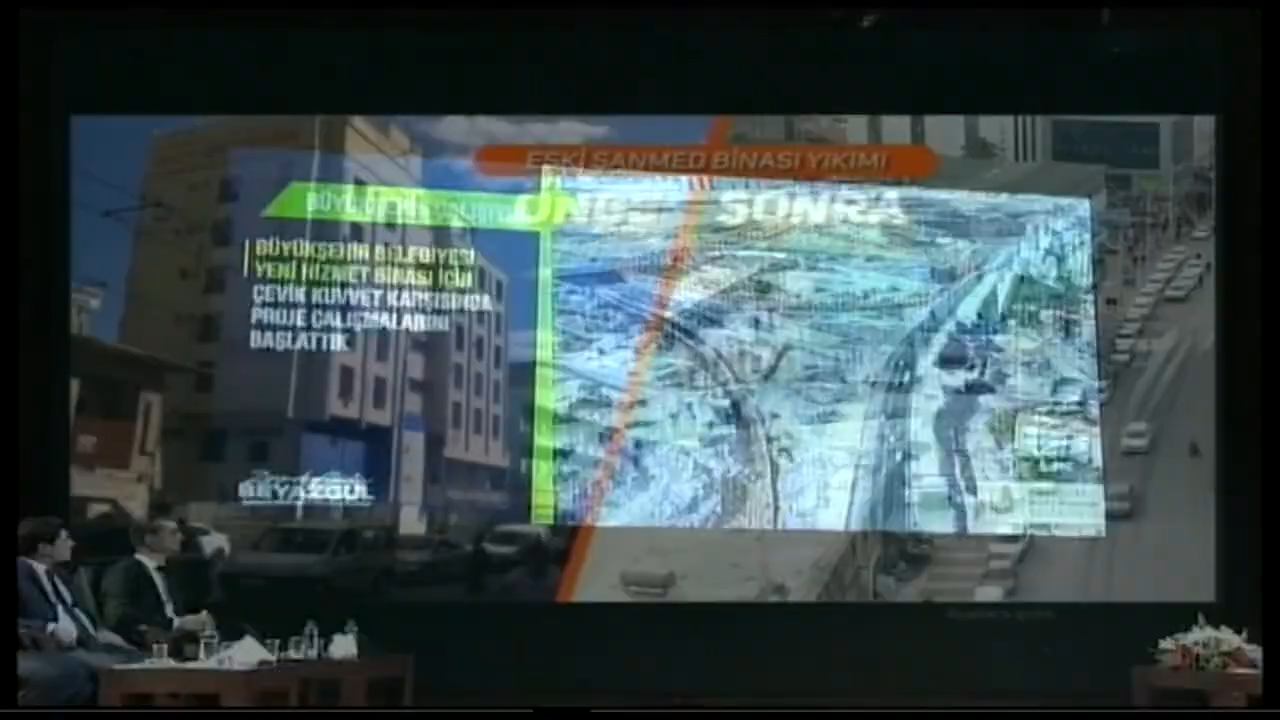 ESKİ SANMED BİNASI YIKIMI
ÖNCE SONRA
BÜYÜKŞEHİR BELEDİYESİ
YENİ HİZMET BİNASI İÇİN
ÇEVİK KUVVET KARŞISINDA
PROJE ÇALIŞMALARINI
BAŞLATTIK
BEYAZGÜL